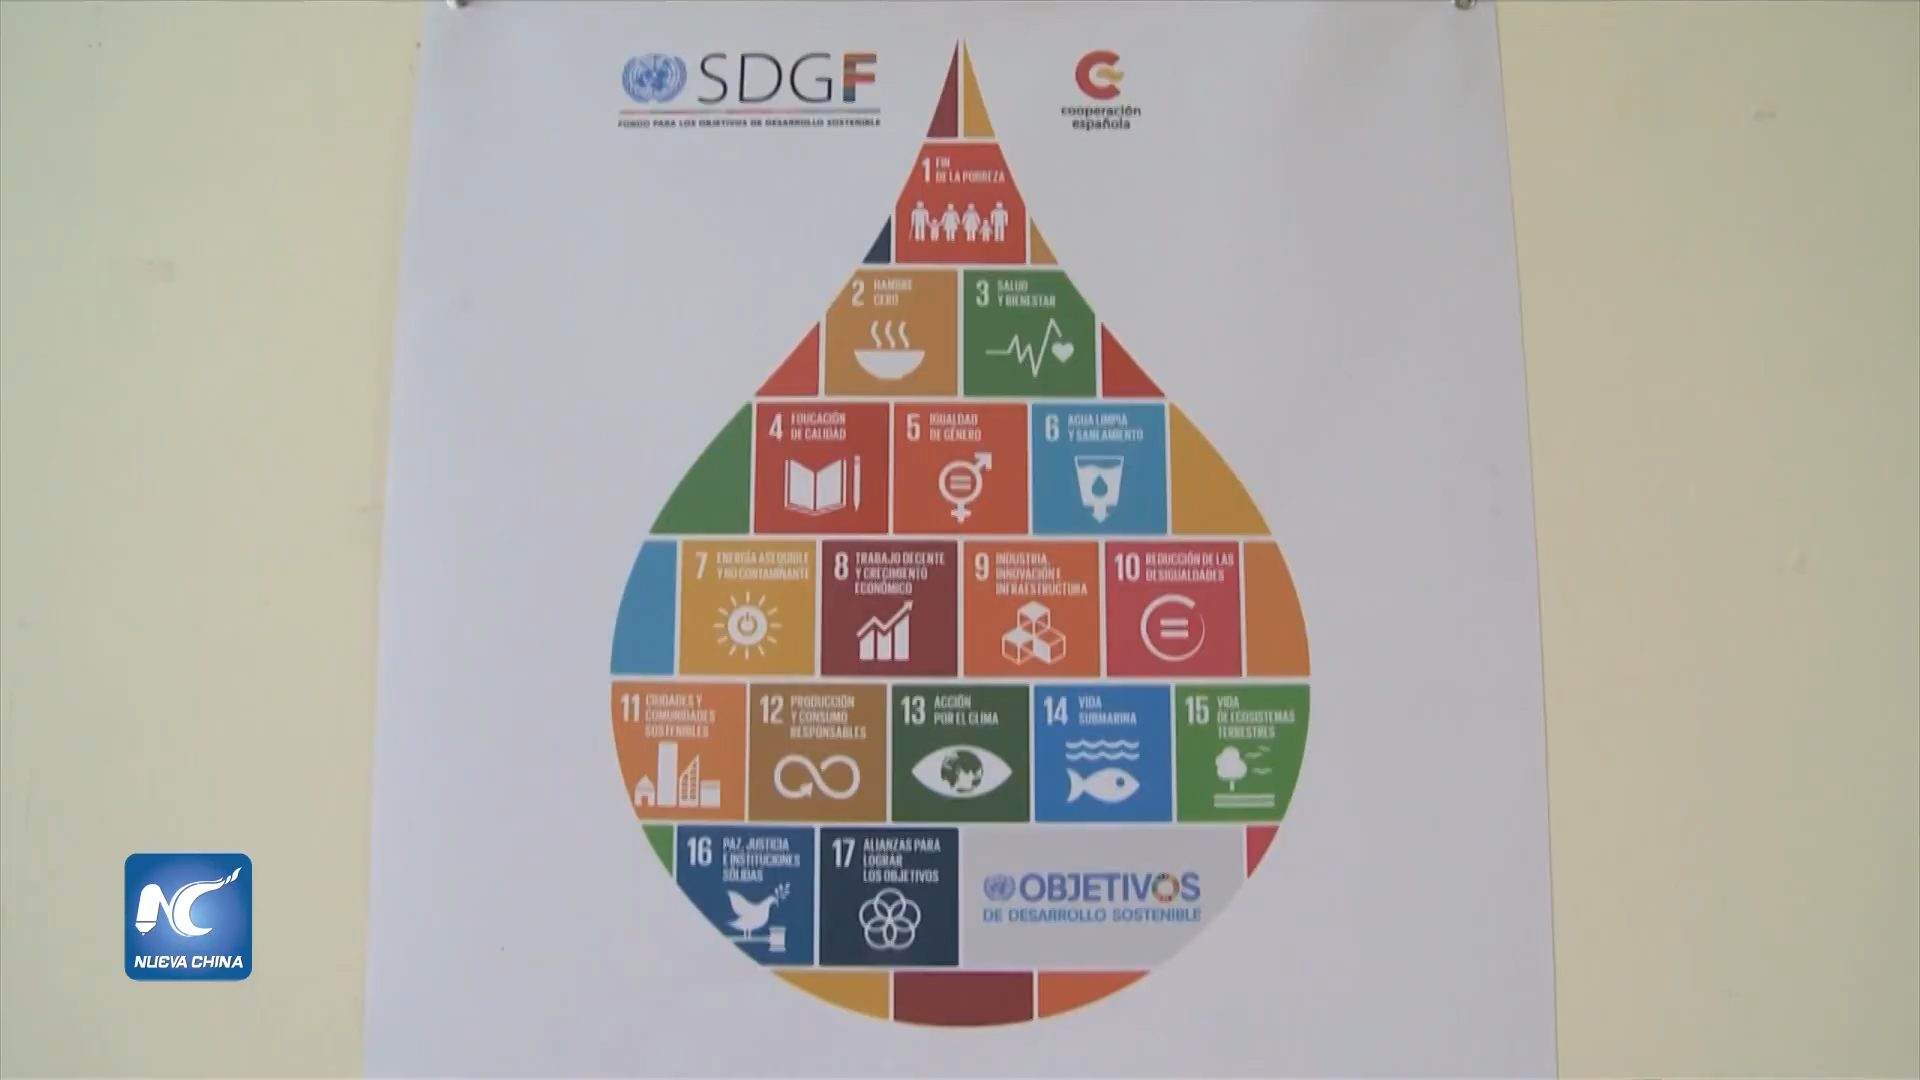 SDGF
FONDO PARA LOS OBJETIVOS DE DESARROLLO SOSTENIBLE
cooperación
española
1 FIN
DE LA POBREZA
2 HAMBRE
CERO
3 SALUD
Y BIENESTAR
4 EDUCACIÓN
DE CALIDAD
5 IGUALDAD
DE GÉNERO
6 AGUA LIMPIA
Y SANEAMIENTO
7 ENERGÍA ASEQUIBLE
Y NO CONTAMINANTE
8 TRABAJO DECENTE
Y CRECIMIENTO
ECONÓMICO
9 INDUSTRIA,
INNOVACIÓN E
INFRAESTRUCTURA
10 REDUCCIÓN DE LAS
DESIGUALDADES
11 CIUDADES Y
COMUNIDADES
SOSTENIBLES
12 PRODUCCIÓN
Y CONSUMO
RESPONSABLES
13 ACCIÓN
POR EL CLIMA
14 VIDA
SUBMARINA
15 VIDA
DE ECOSISTEMAS
TERRESTRES
16 PAZ, JUSTICIA
E INSTITUCIONES
SÓLIDAS
17 ALIANZAS PARA
LOGRAR
LOS OBJETIVOS
OBJETIVOS
DE DESARROLLO SOSTENIBLE
NC
NUEVA CHINA